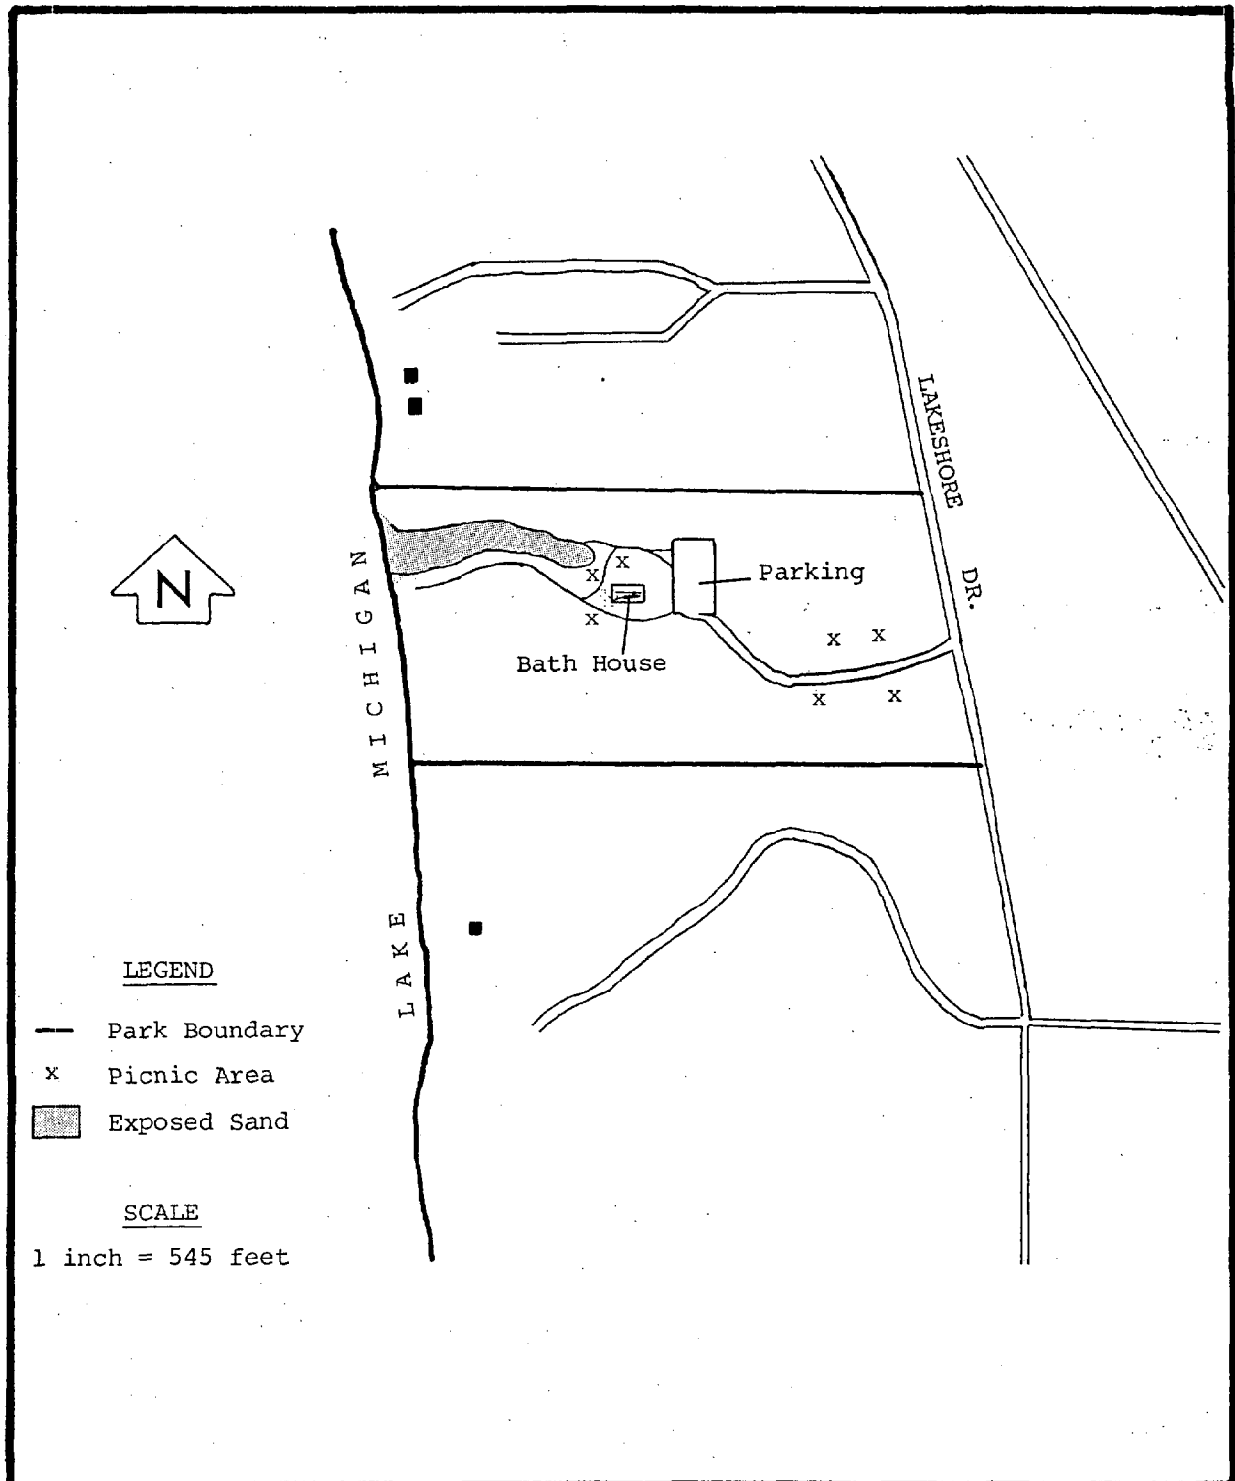 LAKESHORE DR.
N
Parking
Bath House
x x
x
x x
x x
LAKE MICHIGAN
LEGEND
Park Boundary
x Picnic Area
Exposed Sand
SCALE
1 inch = 545 feet